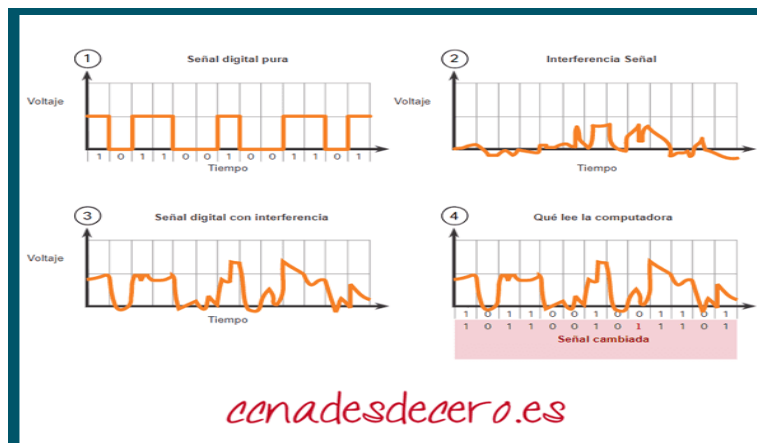 1 Señal digital pura
Voltaje
1 0 1 1 0 0 1 0 0 1 1 0 1
Tiempo
2 Interferencia Señal
Voltaje
Tiempo
3 Señal digital con interferencia
Voltaje
Tiempo
4 Qué lee la computadora
1 0 1 1 0 0 1 0 0 1 1 0 1
1 0 1 1 0 0 1 0 1 1 1 0 1
Señal cambiada
ccnadesdecero.es